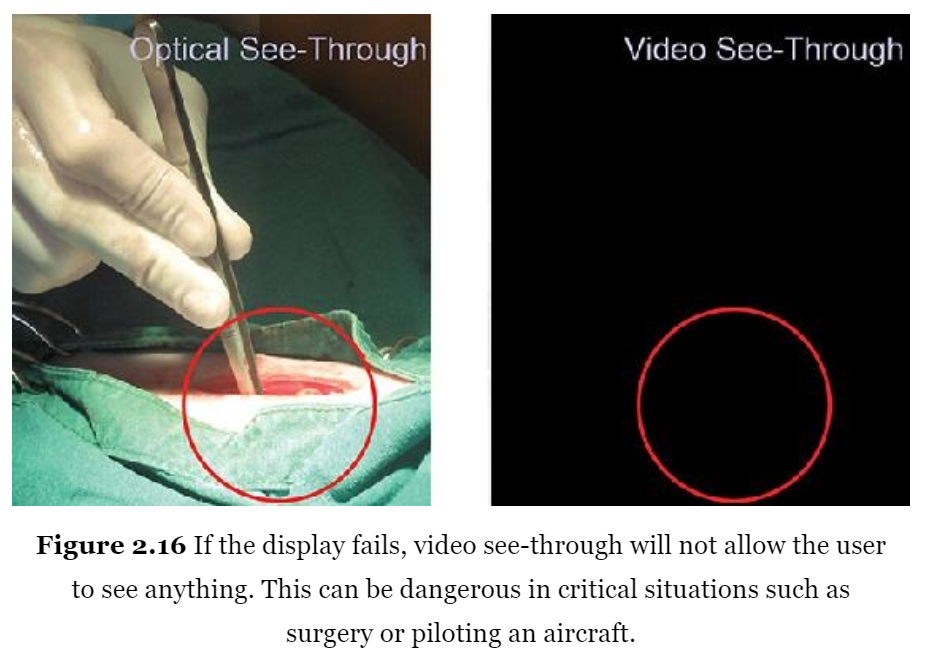 Optical See-Through
Video See-Through
Figure 2.16 If the display fails, video see-through will not allow the user
to see anything. This can be dangerous in critical situations such as
surgery or piloting an aircraft.